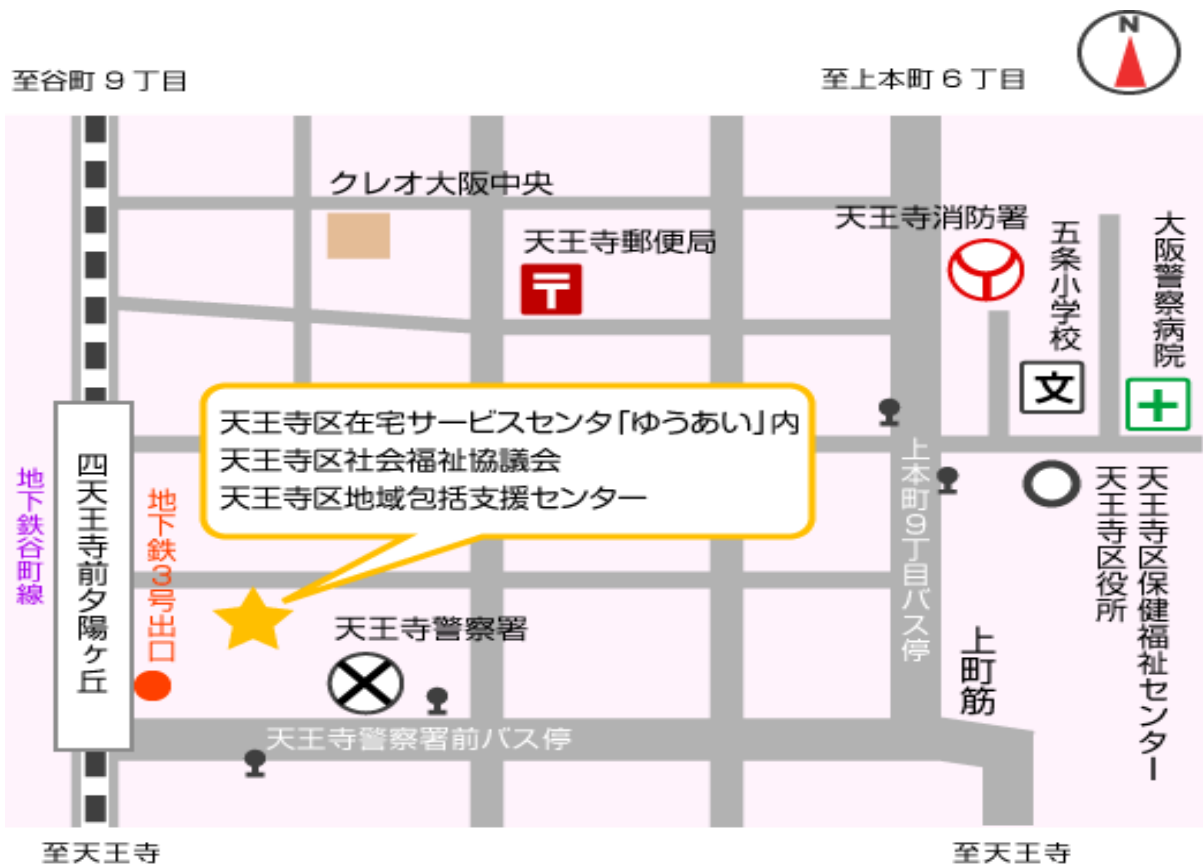 N
至谷町9丁目
至上本町6丁目
クレオ大阪中央
天王寺郵便局
〒
天王寺消防署
五条小学校
文
大阪警察病院
天王寺区在宅サービスセンタ「ゆうあい」内
天王寺区社会福祉協議会
天王寺区地域包括支援センター
地下鉄谷町線
四天王寺前夕陽ヶ丘
地下鉄3号出口
天王寺警察署
天王寺警察署前バス停
上本町9丁目バス停
上町筋
天王寺区保健福祉センター
天王寺区役所
至天王寺
至天王寺